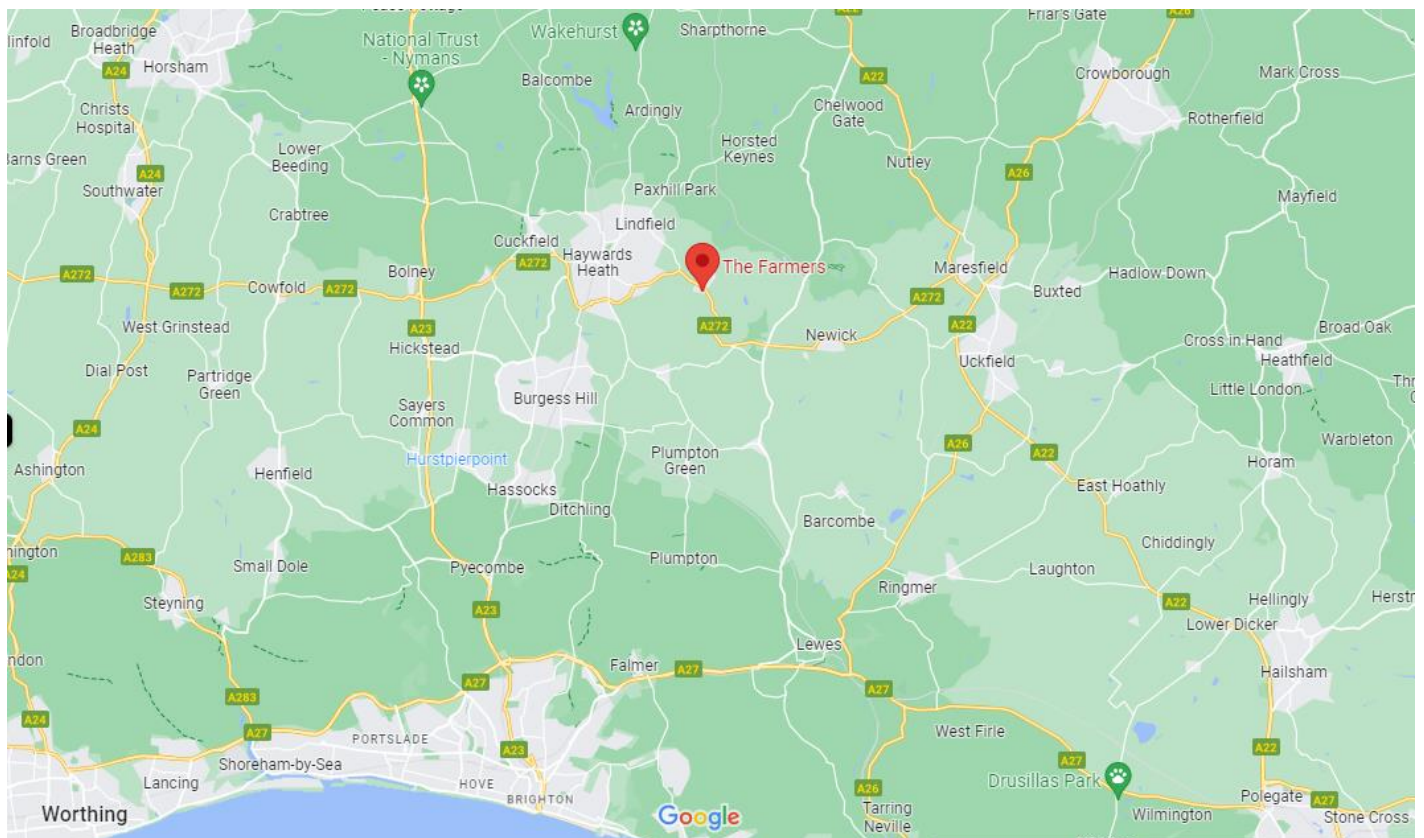 Friar's Gate
A22
A26
Broadbridge
Heath
National Trust
- Nymans
Wakehurst
Sharpthorne
A24
Horsham
Balcombe
A22
Crowborough
Mark Cross
Christs
Hospital
Ardingly
Chelwood
Gate
Rotherfield
Lower
Beeding
Horsted
Keynes
Barns Green
A24
Nutley
A26
Southwater
Paxhill Park
Mayfield
Crabtree
Lindfield
Cuckfield
Haywards
Heath
A272
The Farmers
Maresfield
A272
Bolney
Hadlow Down
Cowfold
A272
A272
A272
Buxted
West Grinstead
A23
A272
Newick
A22
Broad Oak
Hickstead
Cross in Hand
Heathfield
Dial Post
Partridge
Green
Uckfield
Little London
Burgess Hill
Sayers
Common
A24
Warbleton
A26
A22
Ashington
Henfield
Hurstpierpoint
Plumpton
Green
Horam
Hassocks
East Hoathly
Ditchling
Barcombe
A283
Chiddingly
Small Dole
Pyecombe
Plumpton
Laughton
A24
Ringmer
Steyning
A23
A22
Hellingly
Lower Dicker
Lewes
Falmer
A27
Hailsham
A283
A27
A27
A24
A27
West Firle
PORTSLADE
A23
A22
Shoreham-by-Sea
A27
Lancing
HOVE
Drusillas Park
BRIGHTON
A26
Polegate
A27
Worthing
Google
Tarring
Neville
Wilmington
Stone Cross